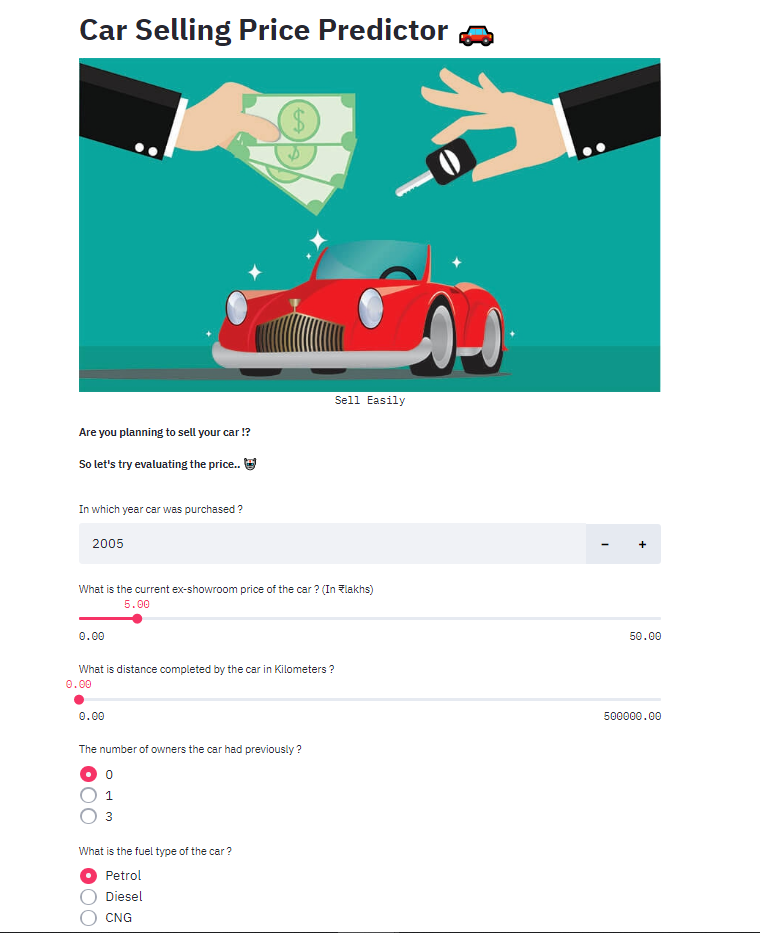 Car Selling Price Predictor 🚗
$
$
Sell Easily
Are you planning to sell your car !?
So let's try evaluating the price.. 🤡
In which year car was purchased ?
2005 − +
What is the current ex-showroom price of the car ? (In ₹lakhs)
5.00
0.00 50.00
What is distance completed by the car in Kilometers ?
0.00
0.00 500000.00
The number of owners the car had previously ?
0
1
3
What is the fuel type of the car ?
Petrol
Diesel
CNG